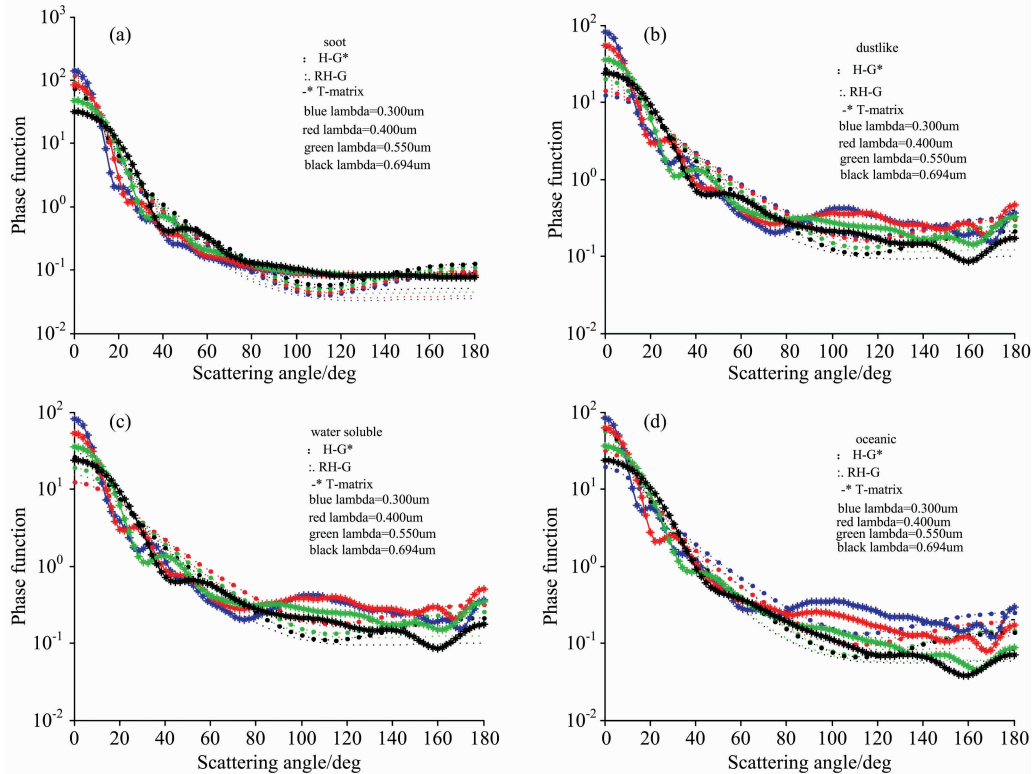 (a)
soot
: H-G*
:. RH-G
-* T-matrix
blue lambda=0.300um
red lambda=0.400um
green lambda=0.550um
black lambda=0.694um
Phase function
10^3
10^2
10^1
10^0
10^-1
10^-2
0 20 40 60 80 100 120 140 160 180
Scattering angle/deg
(b)
dustlike
: H-G*
:. RH-G
-* T-matrix
blue lambda=0.300um
red lambda=0.400um
green lambda=0.550um
black lambda=0.694um
Phase function
10^2
10^1
10^0
10^-1
10^-2
0 20 40 60 80 100 120 140 160 180
Scattering angle/deg
(c)
water soluble
: H-G*
:. RH-G
-* T-matrix
blue lambda=0.300um
red lambda=0.400um
green lambda=0.550um
black lambda=0.694um
Phase function
10^2
10^1
10^0
10^-1
10^-2
0 20 40 60 80 100 120 140 160 180
Scattering angle/deg
(d)
oceanic
: H-G*
:. RH-G
-* T-matrix
blue lambda=0.300um
red lambda=0.400um
green lambda=0.550um
black lambda=0.694um
Phase function
10^2
10^1
10^0
10^-1
10^-2
0 20 40 60 80 100 120 140 160 180
Scattering angle/deg